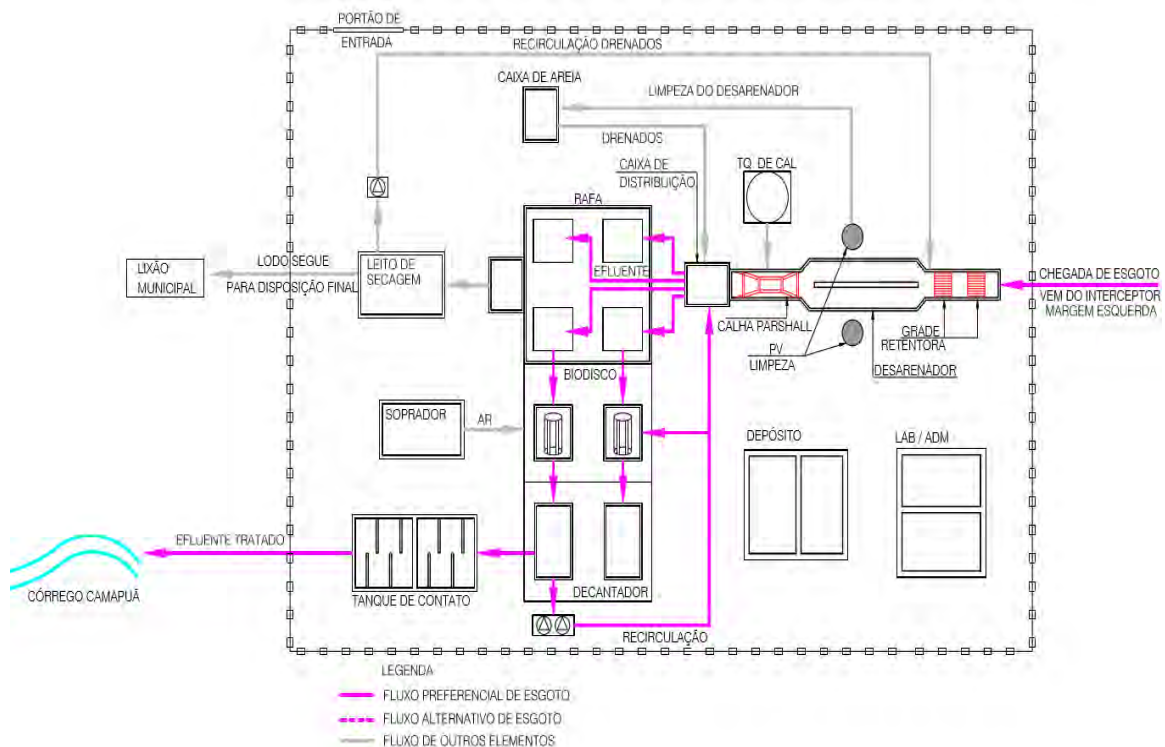 PORTÃO DE
ENTRADA
RECIRCULAÇÃO DRENADOS
CAIXA DE AREIA
LIMPEZA DO DESARENADOR
DRENADOS
CAIXA DE
DISTRIBUIÇÃO
TQ. DE CAL
RAFA
EFLUENTE
LODO SEGUE
PARA DISPOSIÇÃO FINAL
LIXÃO
MUNICIPAL
LEITO DE
SECAGEM
CHEGADA DE ESGOTO
VEM DO INTERCEPTOR
MARGEM ESQUERDA
CALHA PARSHALL
GRADE
RETENTORA
PV
LIMPEZA
DESARENADOR
BIODISCO
SOPRADOR
AR
DEPÓSITO
LAB / ADM
EFLUENTE TRATADO
CÓRREGO CAMAPUÃ
TANQUE DE CONTATO
DECANTADOR
RECIRCULAÇÃO
LEGENDA
FLUXO PREFERENCIAL DE ESGOTO
FLUXO ALTERNATIVO DE ESGOTO
FLUXO DE OUTROS ELEMENTOS